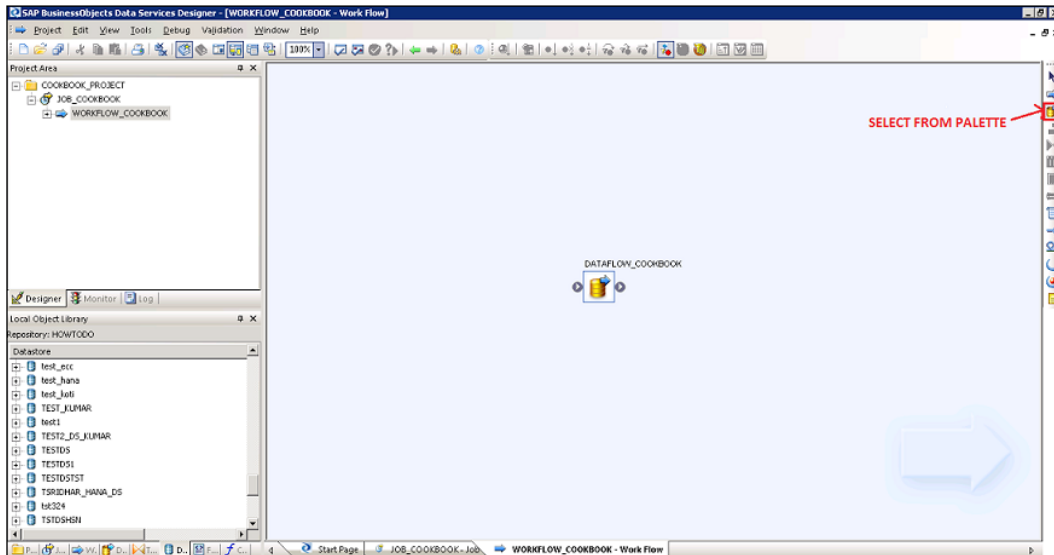 SAP BusinessObjects Data Services Designer - [WORKFLOW_COOKBOOK - Work Flow]
Project Edit View Tools Debug Validation Window Help
100%
Project Area
COOKBOOK_PROJECT
JOB_COOKBOOK
WORKFLOW_COOKBOOK
SELECT FROM PALETTE
DATAFLOW_COOKBOOK
Designer Monitor Log
Local Object Library
Repository: HOWTODO
Datastore
test_ecc
test_hana
test_koti
TEST_KUMAR
test1
TEST2_DS_KUMAR
TESTDS
TESTDS1
TESTDSTST
TSRIDHAR_HANA_DS
tst324
TSTDSHSN
P... J... W... D... T... D... F... C...
Start Page JOB_COOKBOOK - Job WORKFLOW_COOKBOOK - Work Flow